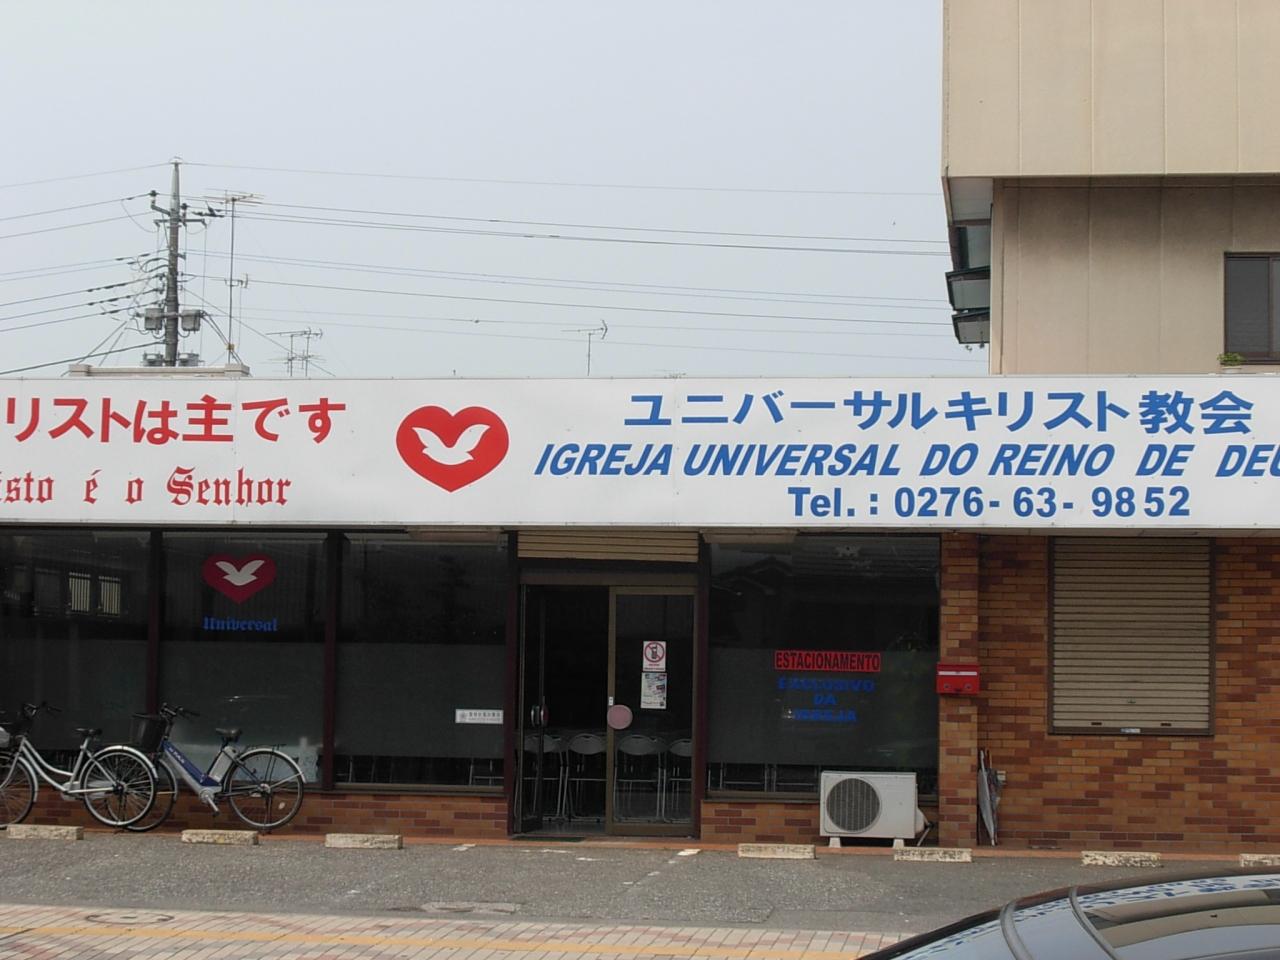 リストは主です
isto é o Senhor
ユニバーサルキリスト教会
IGREJA UNIVERSAL DO REINO DE DEU
Tel.: 0276-63-9852
Universal
ESTACIONAMENTO
EXCLUSIVO
DA
IGREJA